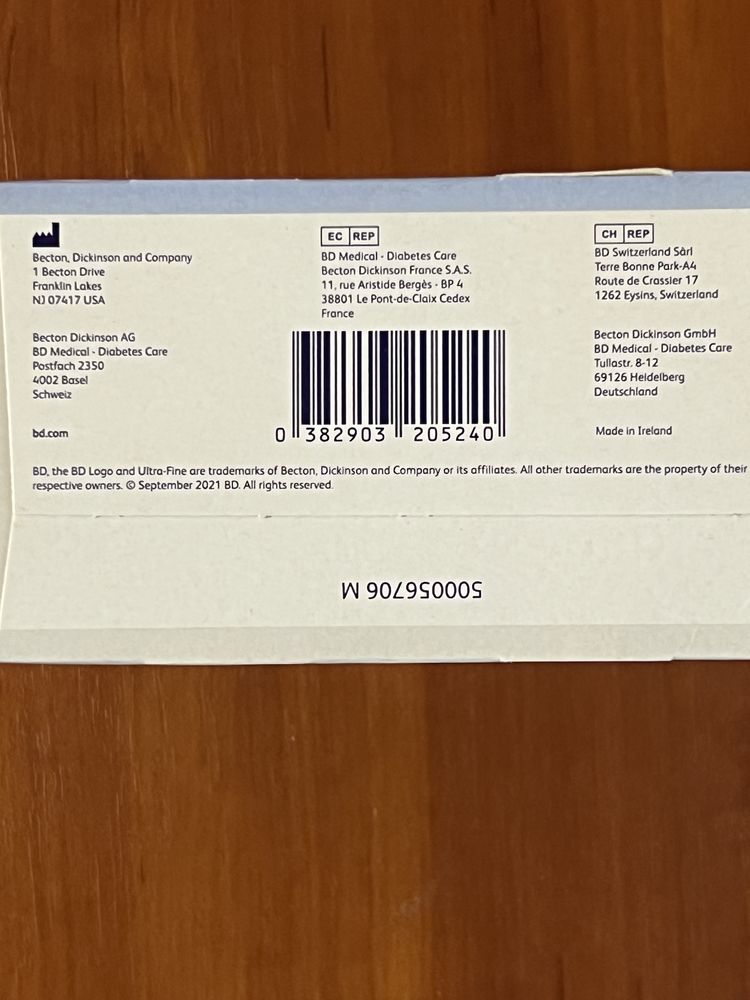 Becton, Dickinson and Company
1 Becton Drive
Franklin Lakes
NJ 07417 USA
Becton Dickinson AG
BD Medical - Diabetes Care
Postfach 2350
4002 Basel
Schweiz
bd.com
EC REP
BD Medical - Diabetes Care
Becton Dickinson France S.A.S.
11, rue Aristide Bergès - BP 4
38801 Le Pont-de-Claix Cedex
France
0 382903 205240
CH REP
BD Switzerland Sàrl
Terre Bonne Park-A4
Route de Crassier 17
1262 Eysins, Switzerland
Becton Dickinson GmbH
BD Medical - Diabetes Care
Tullastr. 8-12
69126 Heidelberg
Deutschland
Made in Ireland
BD, the BD Logo and Ultra-Fine are trademarks of Becton, Dickinson and Company or its affiliates. All other trademarks are the property of their
respective owners. © September 2021 BD. All rights reserved.
500056706 M